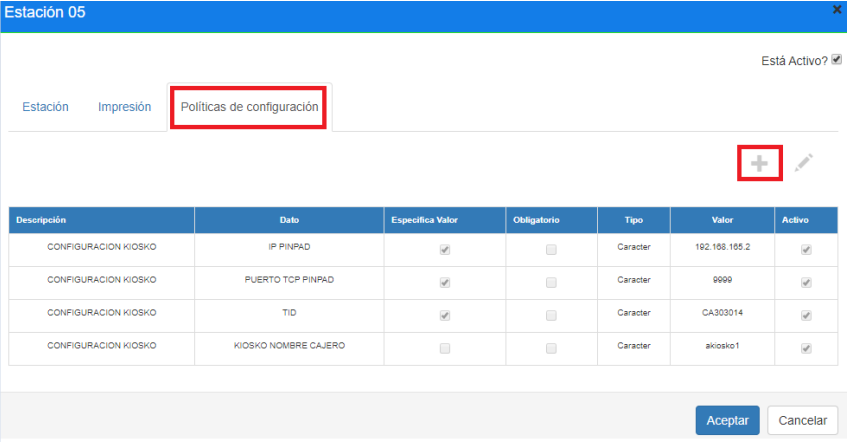 Estación 05
Está Activo?
Estación Impresión Políticas de configuración
Descripción Dato Especifica Valor Obligatorio Tipo Valor Activo
CONFIGURACION KIOSKO IP PINPAD Caracter 192.168.165.2
CONFIGURACION KIOSKO PUERTO TCP PINPAD Caracter 9999
CONFIGURACION KIOSKO TID Caracter CA303014
CONFIGURACION KIOSKO KIOSKO NOMBRE CAJERO Caracter akiosko1
Aceptar Cancelar